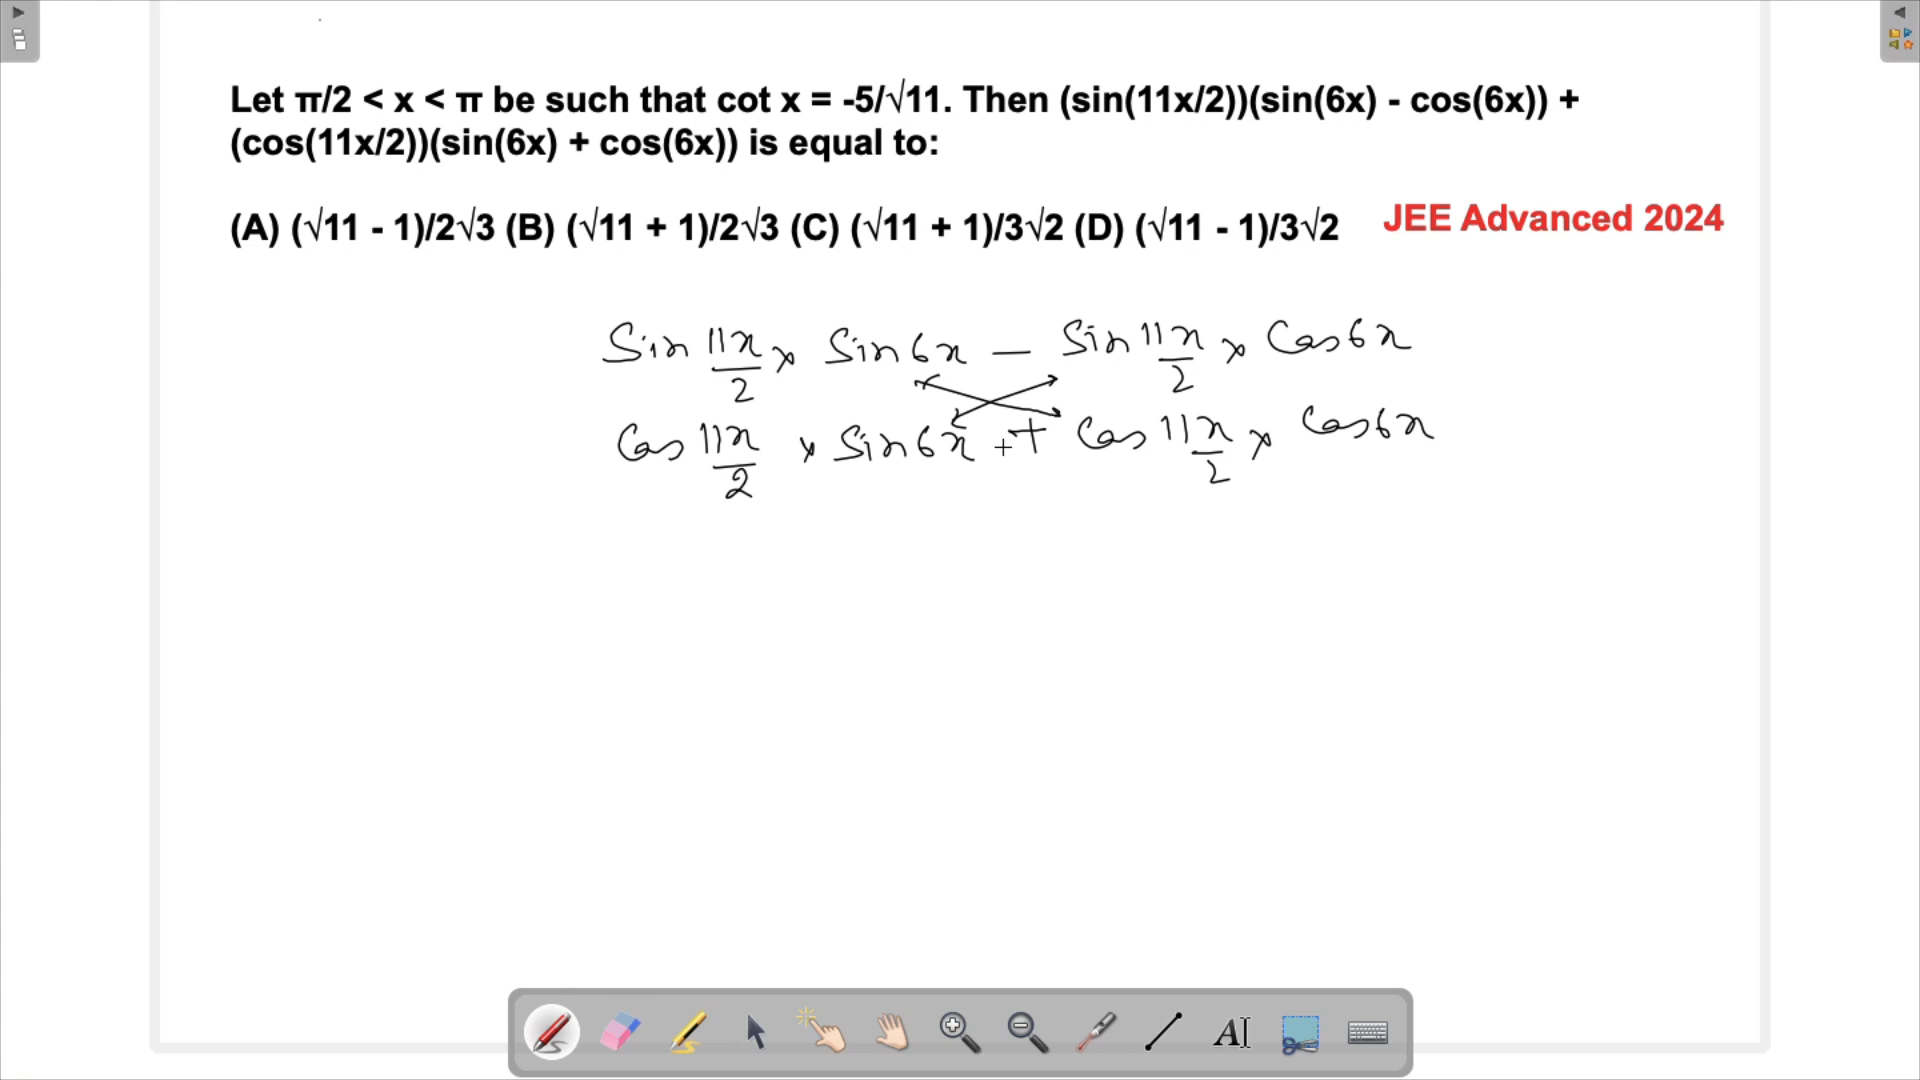 Let π/2 < x < π be such that cot x = -5/√11. Then (sin(11x/2))(sin(6x) - cos(6x)) +
(cos(11x/2))(sin(6x) + cos(6x)) is equal to:
(A) (√11 - 1)/2√3 (B) (√11 + 1)/2√3 (C) (√11 + 1)/3√2 (D) (√11 - 1)/3√2
JEE Advanced 2024
Sin 11x/2 × Sin 6x - Sin 11x/2 × Cos 6x
Cos 11x/2 × Sin 6x + Cos 11x/2 × Cos 6x
AI